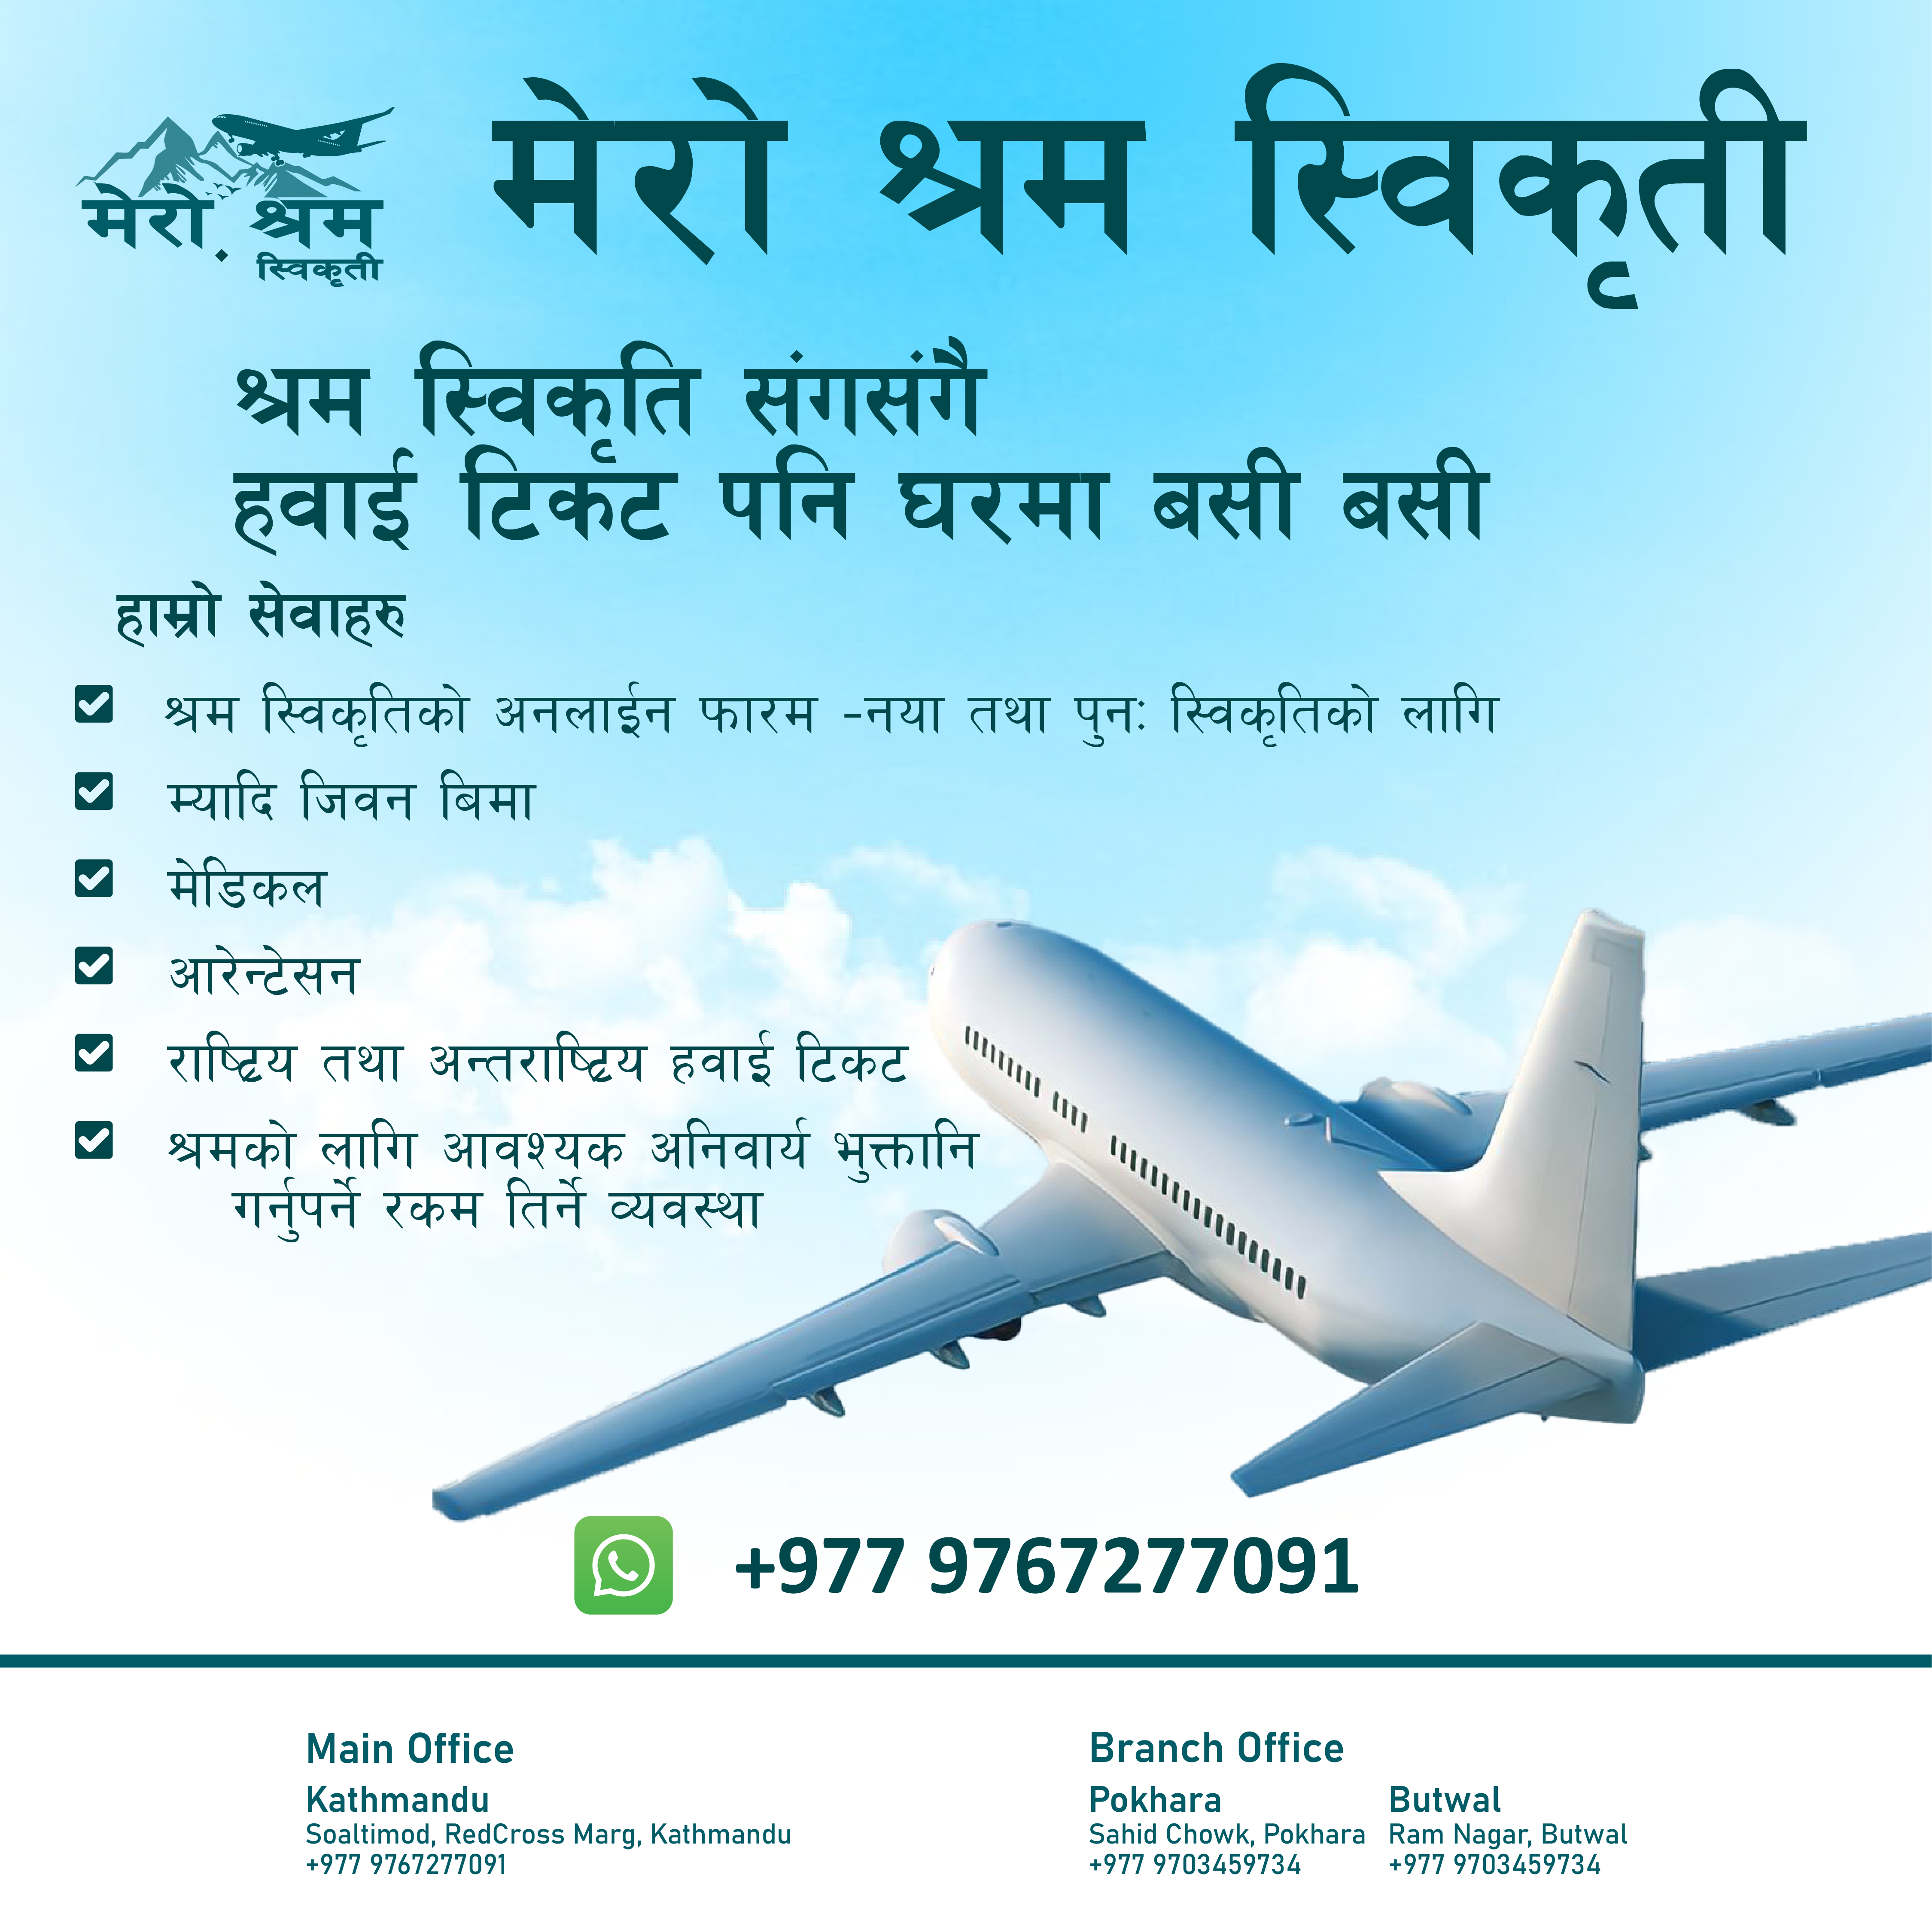 मेरो श्रम
स्विकृती
मेरो श्रम स्विकृती
श्रम स्विकृति संगसंगै
हवाई टिकट पनि घरमा बसी बसी
हाम्रो सेवाहरु
श्रम स्विकृतिको अनलाईन फारम -नया तथा पुनः स्विकृतिको लागि
म्यादि जिवन बिमा
मेडिकल
आरेन्टेसन
राष्ट्रिय तथा अन्तराष्ट्रिय हवाई टिकट
श्रमको लागि आवश्यक अनिवार्य भुक्तानि
गर्नुपर्ने रकम तिर्ने व्यवस्था
+977 9767277091
Main Office
Kathmandu
Soaltimod, RedCross Marg, Kathmandu
+977 9767277091
Branch Office
Pokhara
Sahid Chowk, Pokhara
+977 9703459734
Butwal
Ram Nagar, Butwal
+977 9703459734